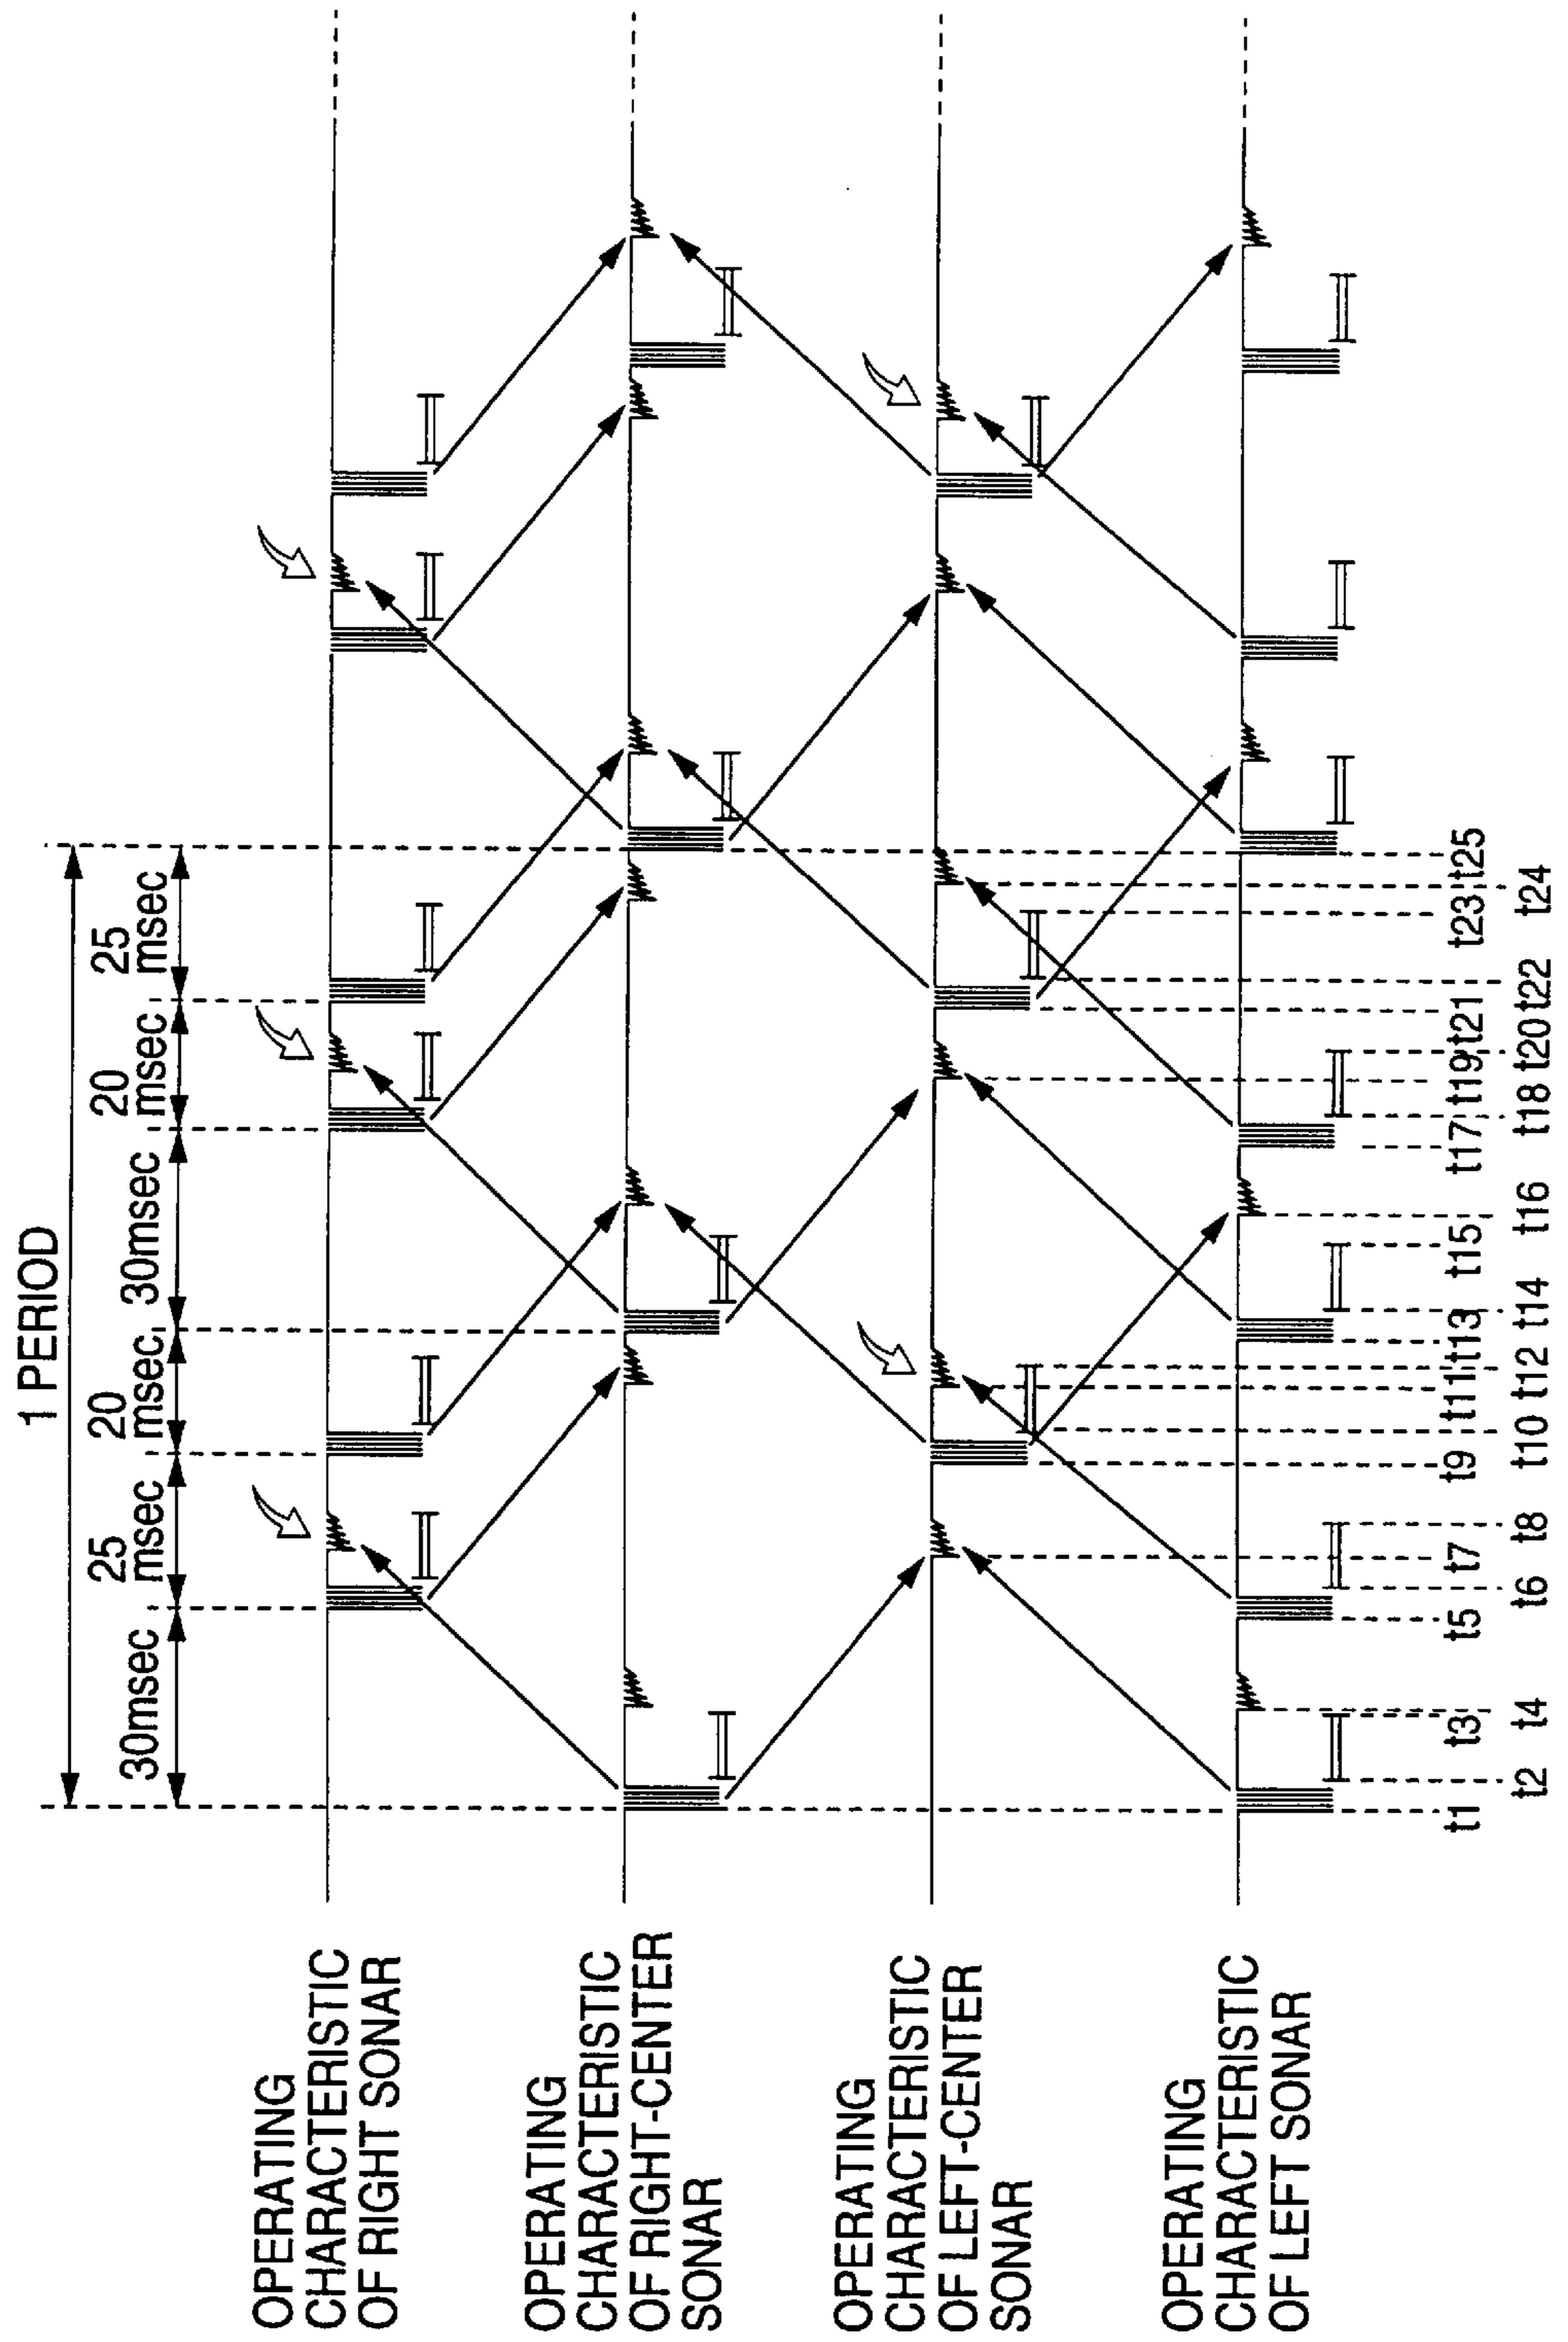 1 PERIOD
30msec
25
msec
20
msec
30msec
20
msec
25
msec
OPERATING
CHARACTERISTIC
OF RIGHT SONAR
OPERATING
CHARACTERISTIC
OF RIGHT-CENTER
SONAR
OPERATING
CHARACTERISTIC
OF LEFT-CENTER
SONAR
OPERATING
CHARACTERISTIC
OF LEFT SONAR
t1 t3 t5 t7 t9 t11 t13 t15 t17 t19 t21 t23 t25
t2 t4 t6 t8 t10 t12 t14 t16 t18 t20 t22 t24